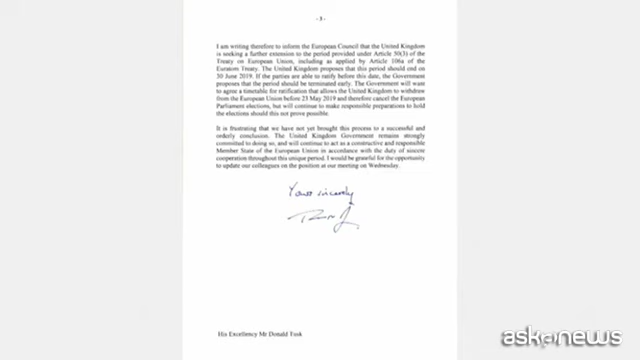 - 3 -
I am writing therefore to inform the European Council that the United Kingdom
is seeking a further extension to the period provided under Article 50(3) of the
Treaty on European Union, including as applied by Article 106a of the
Euratom Treaty. The United Kingdom proposes that this period should end on
30 June 2019. If the parties are able to ratify before this date, the Government
proposes that the period should be terminated early. The Government will want
to agree a timetable for ratification that allows the United Kingdom to withdraw
from the European Union before 23 May 2019 and therefore cancel the European
Parliament elections, but will continue to make responsible preparations to hold
the elections should this not prove possible.
It is frustrating that we have not yet brought this process to a successful and
orderly conclusion. The United Kingdom Government remains strongly
committed to doing so, and will continue to act as a constructive and responsible
Member State of the European Union in accordance with the duty of sincere
cooperation throughout this unique period. I would be grateful for the opportunity
to update our colleagues on the position at our meeting on Wednesday.
Yours sincerely
His Excellency Mr Donald Tusk
askanews